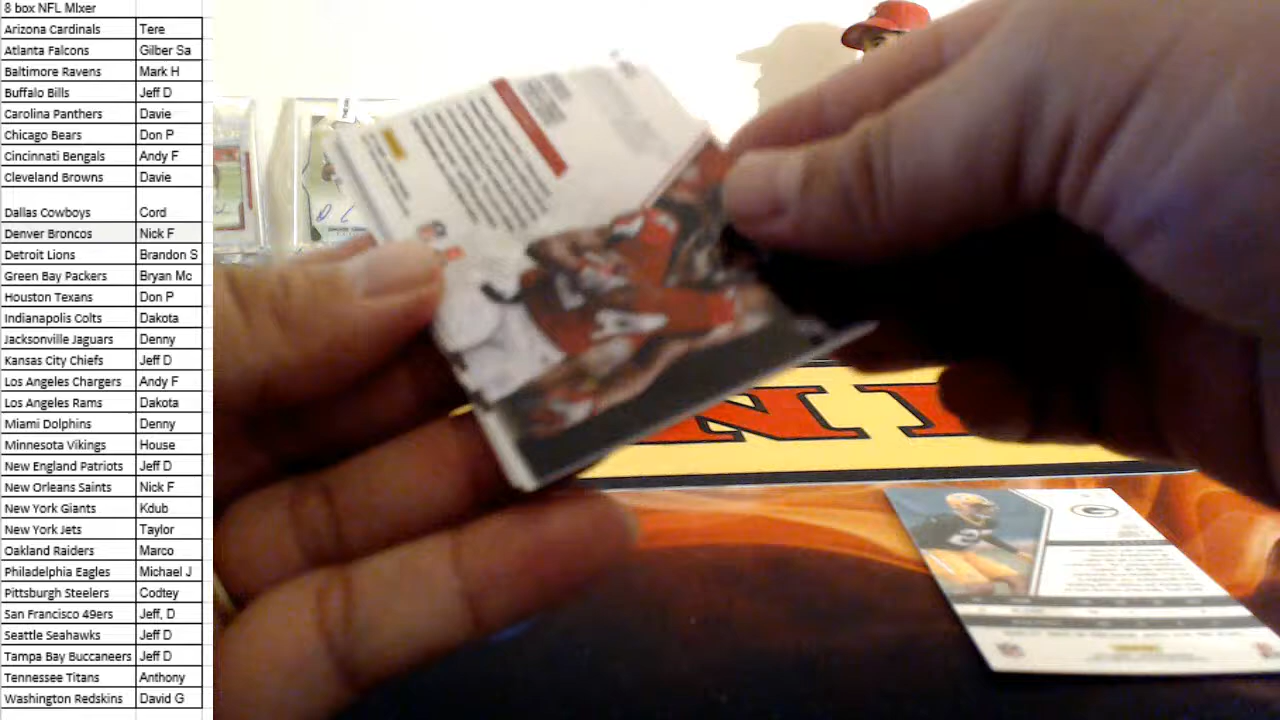 8 box NFL MIxer
Arizona Cardinals Tere
Atlanta Falcons Gilber Sa
Baltimore Ravens Mark H
Buffalo Bills Jeff D
Carolina Panthers Davie
Chicago Bears Don P
Cincinnati Bengals Andy F
Cleveland Browns Davie
Dallas Cowboys Cord
Denver Broncos Nick F
Detroit Lions Brandon S
Green Bay Packers Bryan Mc
Houston Texans Don P
Indianapolis Colts Dakota
Jacksonville Jaguars Denny
Kansas City Chiefs Jeff D
Los Angeles Chargers Andy F
Los Angeles Rams Dakota
Miami Dolphins Denny
Minnesota Vikings House
New England Patriots Jeff D
New Orleans Saints Nick F
New York Giants Kdub
New York Jets Taylor
Oakland Raiders Marco
Philadelphia Eagles Michael J
Pittsburgh Steelers Codtey
San Francisco 49ers Jeff, D
Seattle Seahawks Jeff D
Tampa Bay Buccaneers Jeff D
Tennessee Titans Anthony
Washington Redskins David G